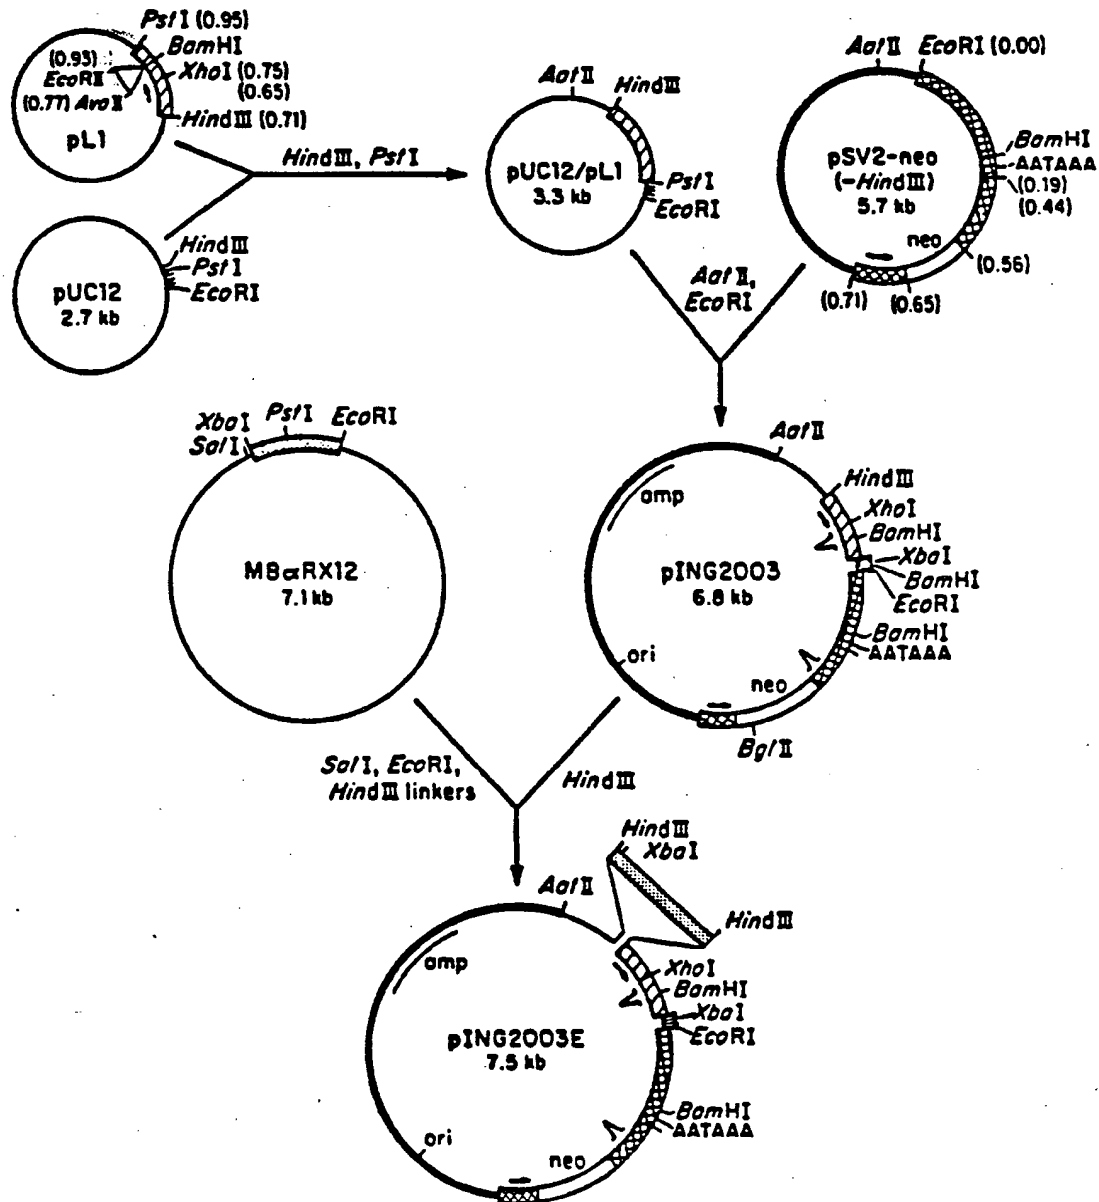 PstI (0.95)
BamHI
(0.93)
EcoRII
XhoI (0.75)
(0.65)
(0.77) AvaII
HindIII (0.71)
pL1
HindIII, PstI
pUC12
2.7 kb
HindIII
PstI
EcoRI
AatII
HindIII
pUC12/pL1
3.3 kb
PstI
EcoRI
AatII
EcoRI (0.00)
pSV2-neo
(-HindIII)
5.7 kb
BamHI
AATAAA
(0.19)
(0.44)
neo
(0.56)
(0.71)
(0.65)
AatII,
EcoRI
XbaI
SalI
PstI
EcoRI
M8αRX12
7.1 kb
AatII
HindIII
amp
XhoI
BamHI
XbaI
BamHI
EcoRI
pING2003
6.8 kb
BamHI
AATAAA
ori
neo
BglII
SalI, EcoRI,
HindIII linkers
HindIII
HindIII
XbaI
AatII
HindIII
amp
XhoI
BamHI
XbaI
EcoRI
pING2003E
7.5 kb
BamHI
AATAAA
ori
neo